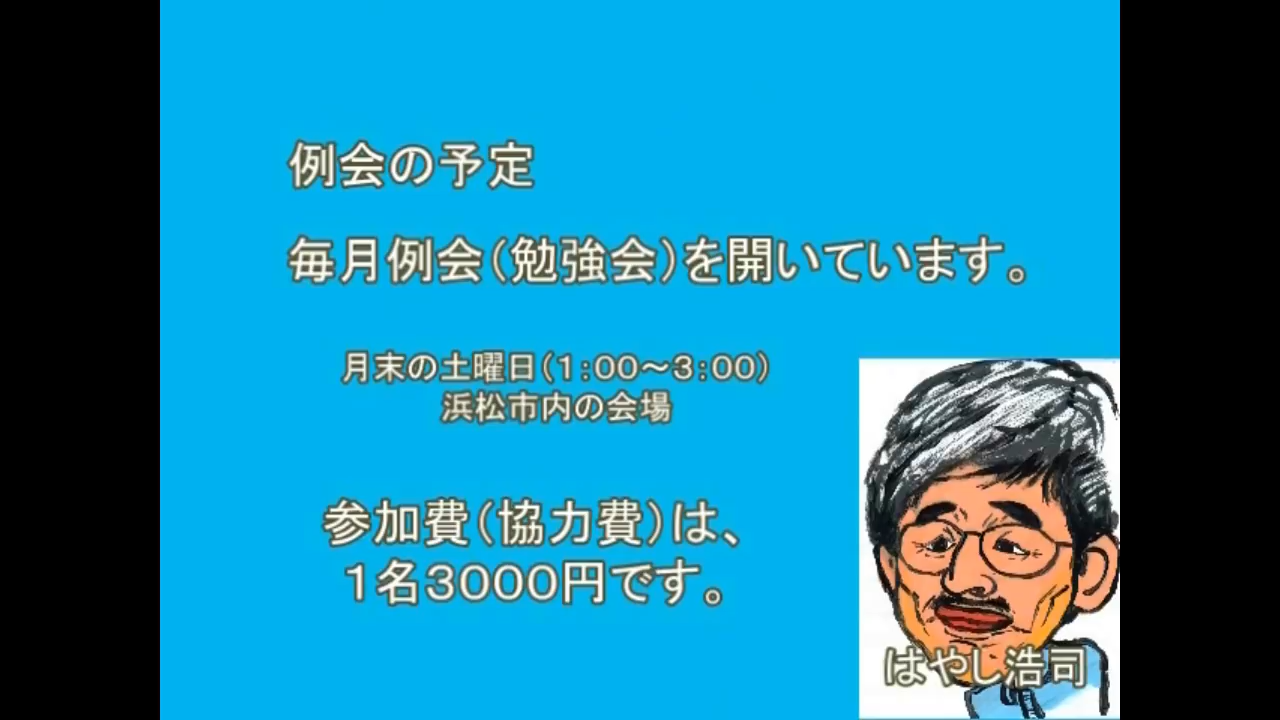 例会の予定
毎月例会（勉強会）を開いています。
月末の土曜日（１：００～３：００）
浜松市内の会場
参加費（協力費）は、
１名３０００円です。
はやし浩司